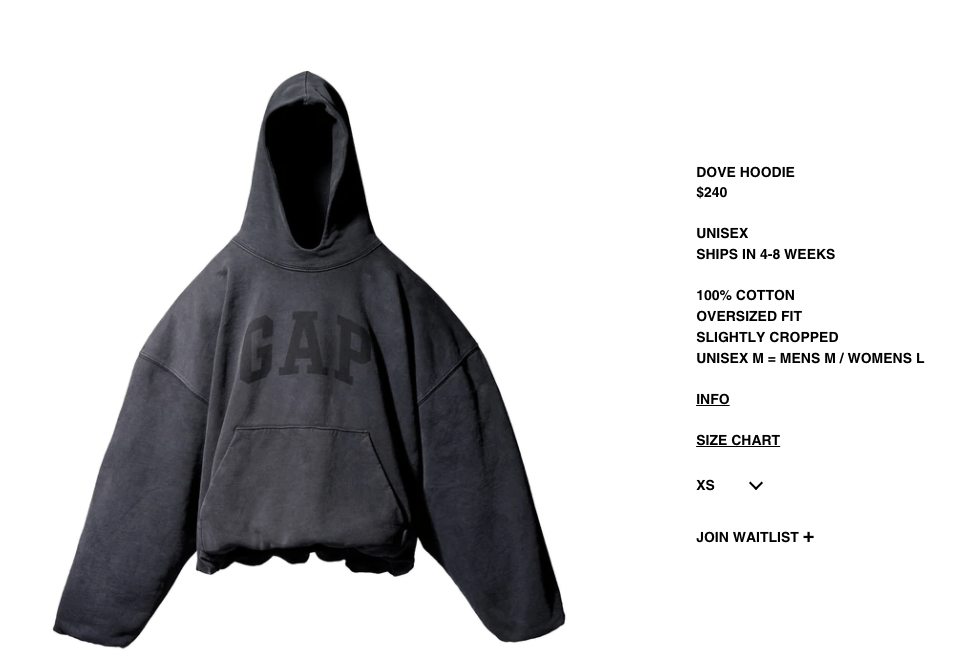 GAP
DOVE HOODIE
$240
UNISEX
SHIPS IN 4-8 WEEKS
100% COTTON
OVERSIZED FIT
SLIGHTLY CROPPED
UNISEX M = MENS M / WOMENS L
INFO
SIZE CHART
XS
JOIN WAITLIST +